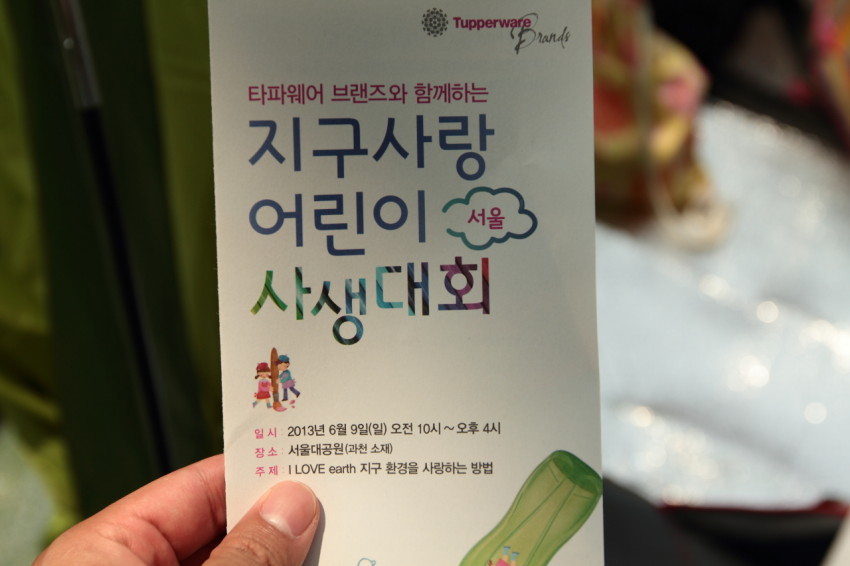 Tupperware
Brands
타파웨어 브랜즈와 함께하는
지구사랑
어린이 서울
사생대회
일시 : 2013년 6월 9일(일) 오전 10시~오후 4시
장소 : 서울대공원(과천 소재)
주제 : I LOVE earth 지구 환경을 사랑하는 방법